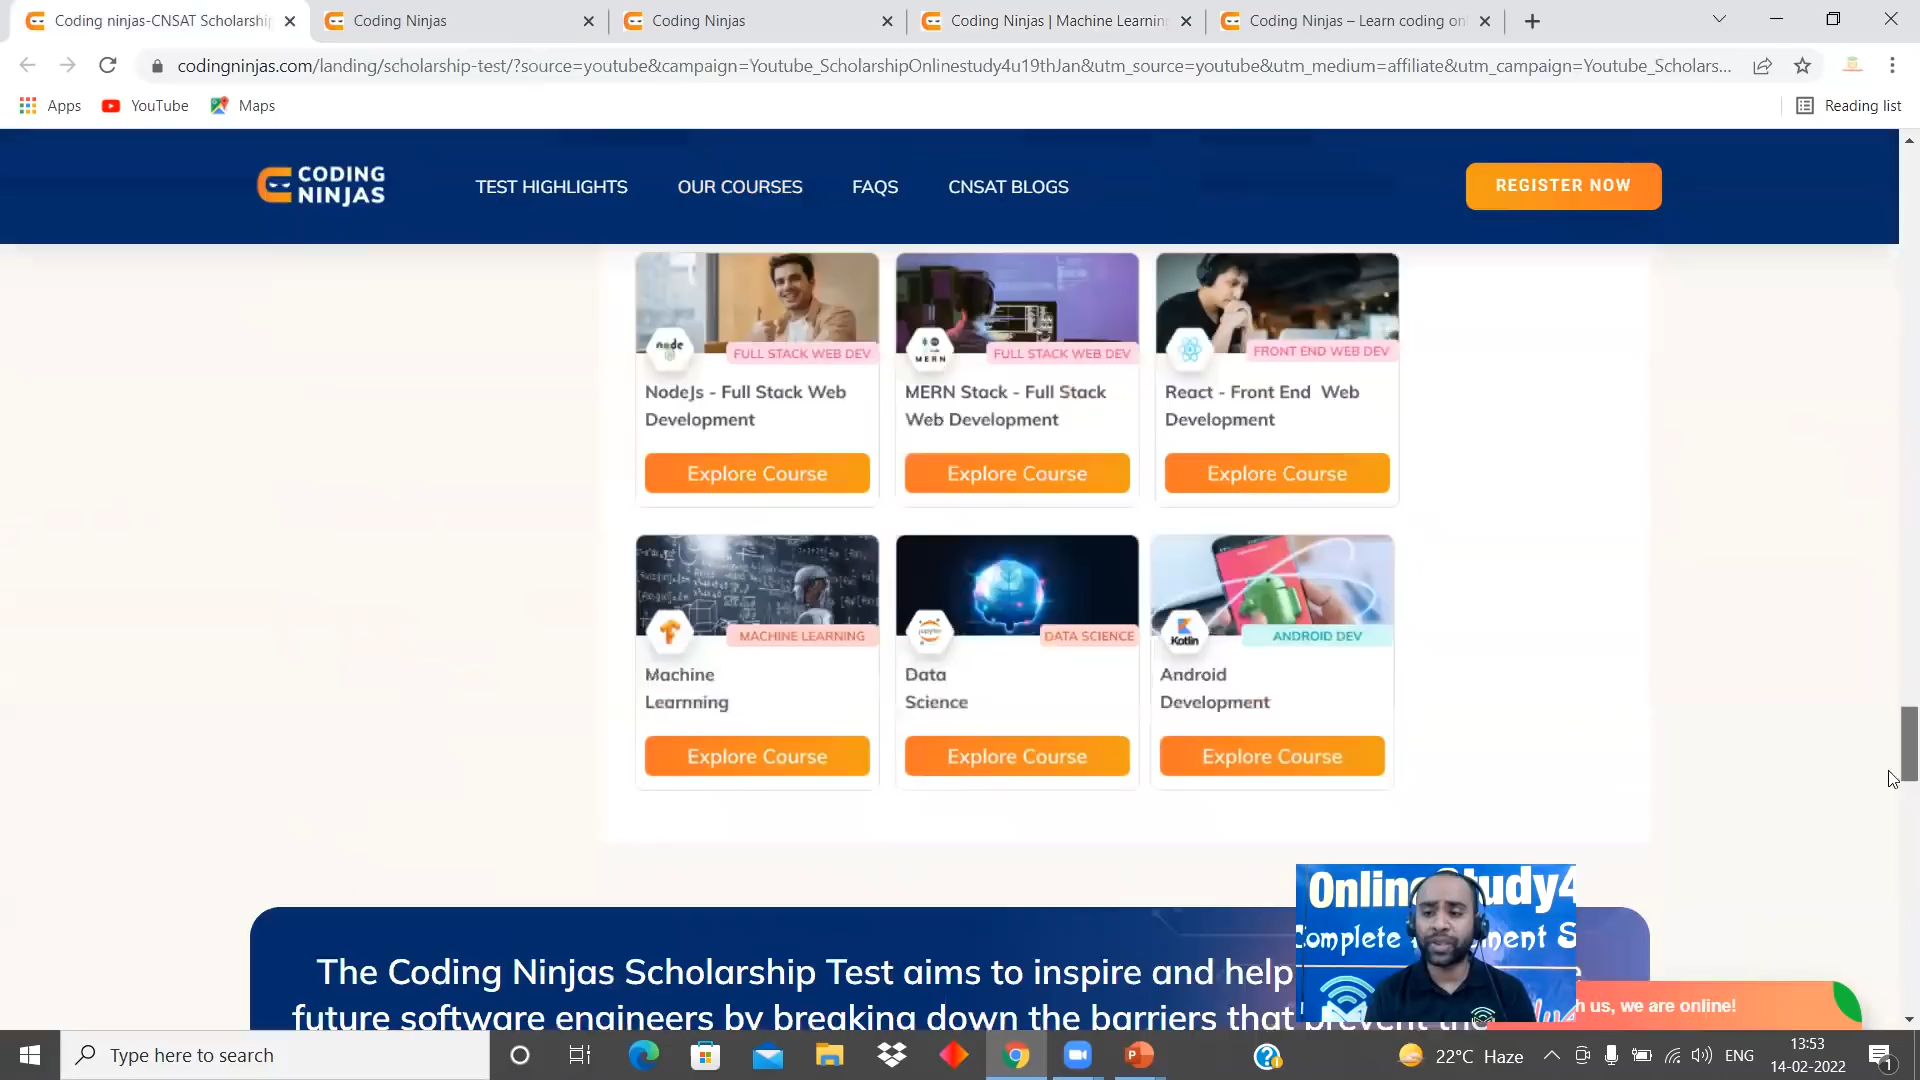 Coding ninjas-CNSAT Scholarship
Coding Ninjas
Coding Ninjas
Coding Ninjas | Machine Learnin
Coding Ninjas – Learn coding on
codingninjas.com/landing/scholarship-test/?source=youtube&campaign=Youtube_ScholarshipOnlinestudy4u19thJan&utm_source=youtube&utm_medium=affiliate&utm_campaign=Youtube_Scholars...
Apps
YouTube
Maps
Reading list
CODING
NINJAS
TEST HIGHLIGHTS
OUR COURSES
FAQS
CNSAT BLOGS
REGISTER NOW
node
FULL STACK WEB DEV
MERN
FULL STACK WEB DEV
FRONT END WEB DEV
NodeJs - Full Stack Web
Development
MERN Stack - Full Stack
Web Development
React - Front End Web
Development
Explore Course
Explore Course
Explore Course
MACHINE LEARNING
jupyter
DATA SCIENCE
Kotlin
ANDROID DEV
Machine
Learnning
Data
Science
Android
Development
Explore Course
Explore Course
Explore Course
The Coding Ninjas Scholarship Test aims to inspire and help
future software engineers by breaking down the barriers that prevent the
h us, we are online!
Type here to search
22°C Haze
ENG
13:53
14-02-2022
1